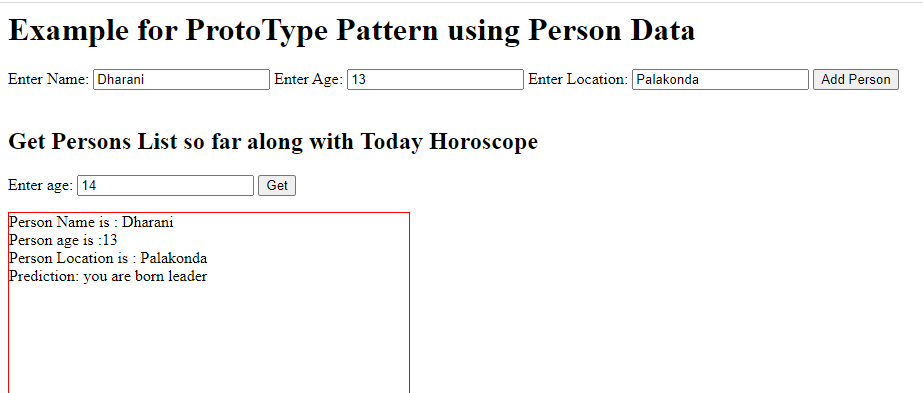 Example for ProtoType Pattern using Person Data
Enter Name: Dharani Enter Age: 13 Enter Location: Palakonda Add Person
Get Persons List so far along with Today Horoscope
Enter age: 14 Get
Person Name is : Dharani
Person age is :13
Person Location is : Palakonda
Prediction: you are born leader